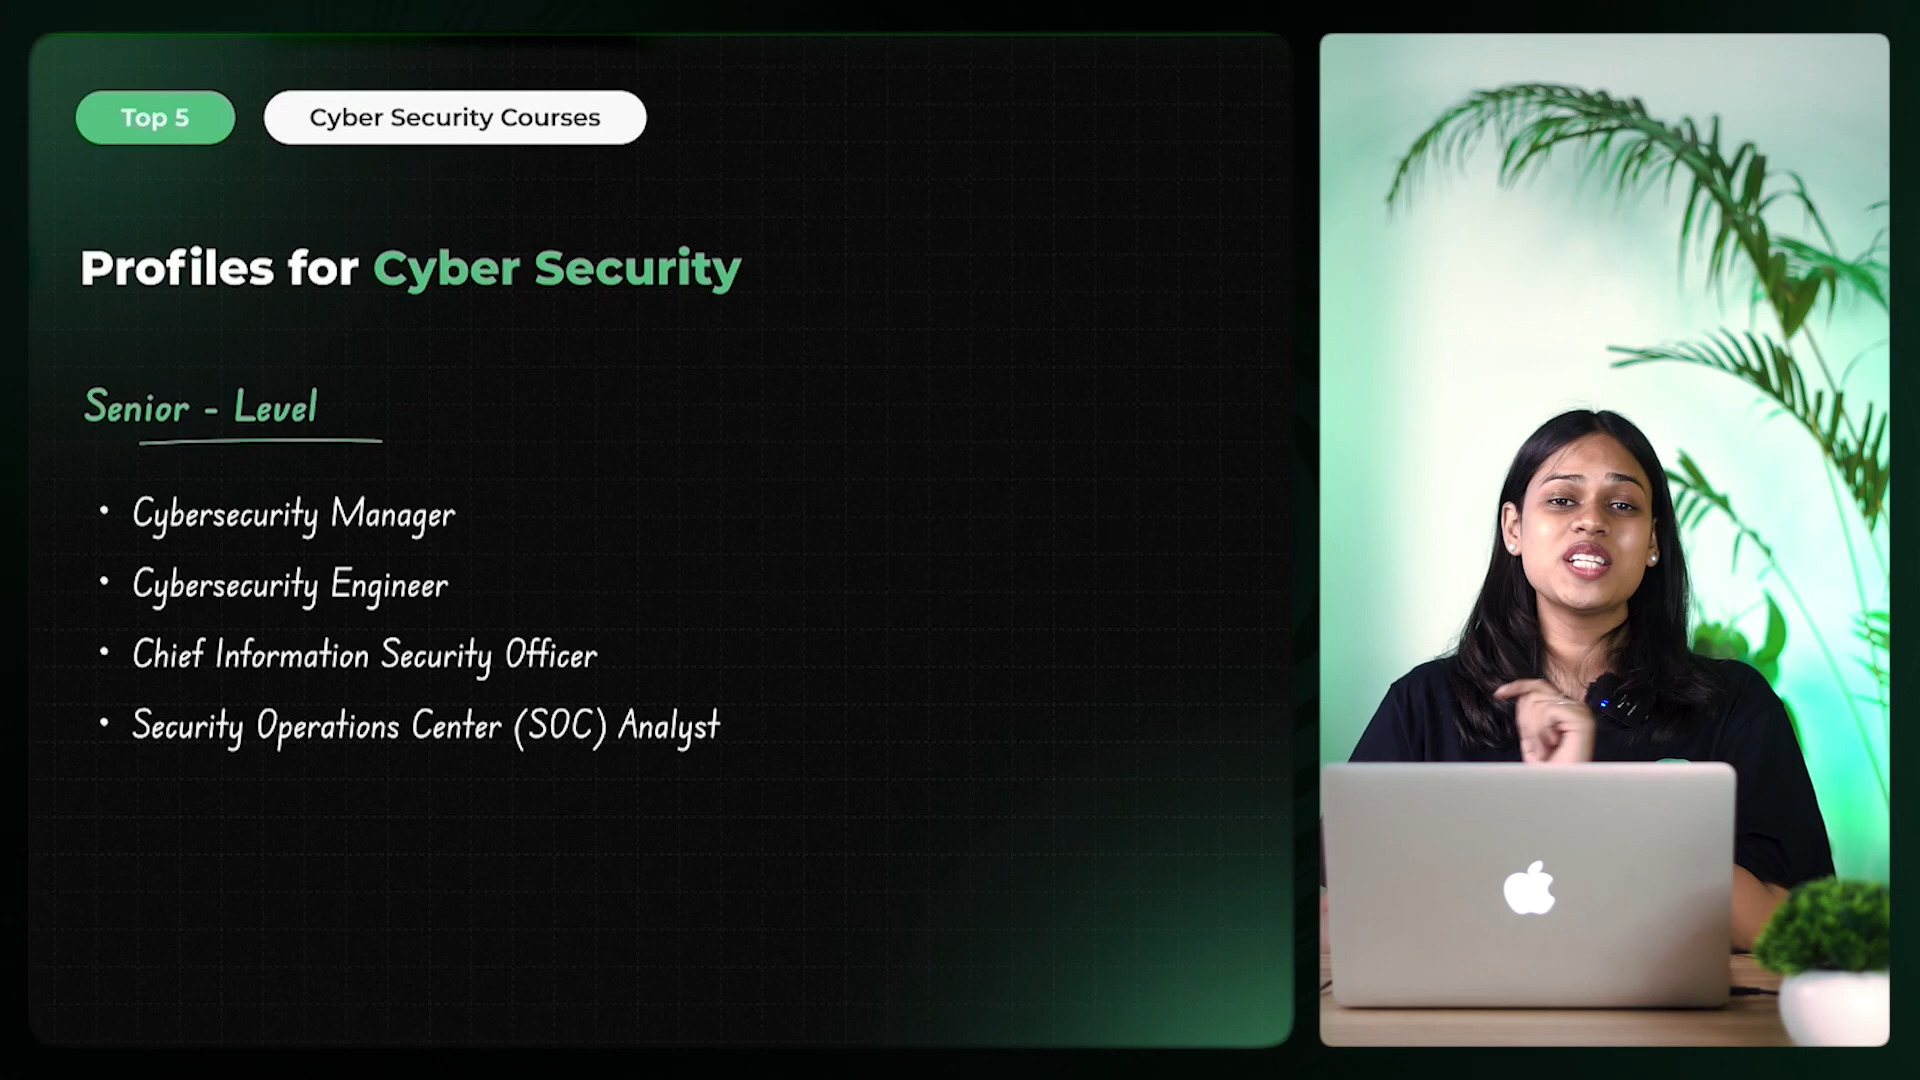 Top 5
Cyber Security Courses
Profiles for Cyber Security
Senior - Level
• Cybersecurity Manager
• Cybersecurity Engineer
• Chief Information Security Officer
• Security Operations Center (SOC) Analyst